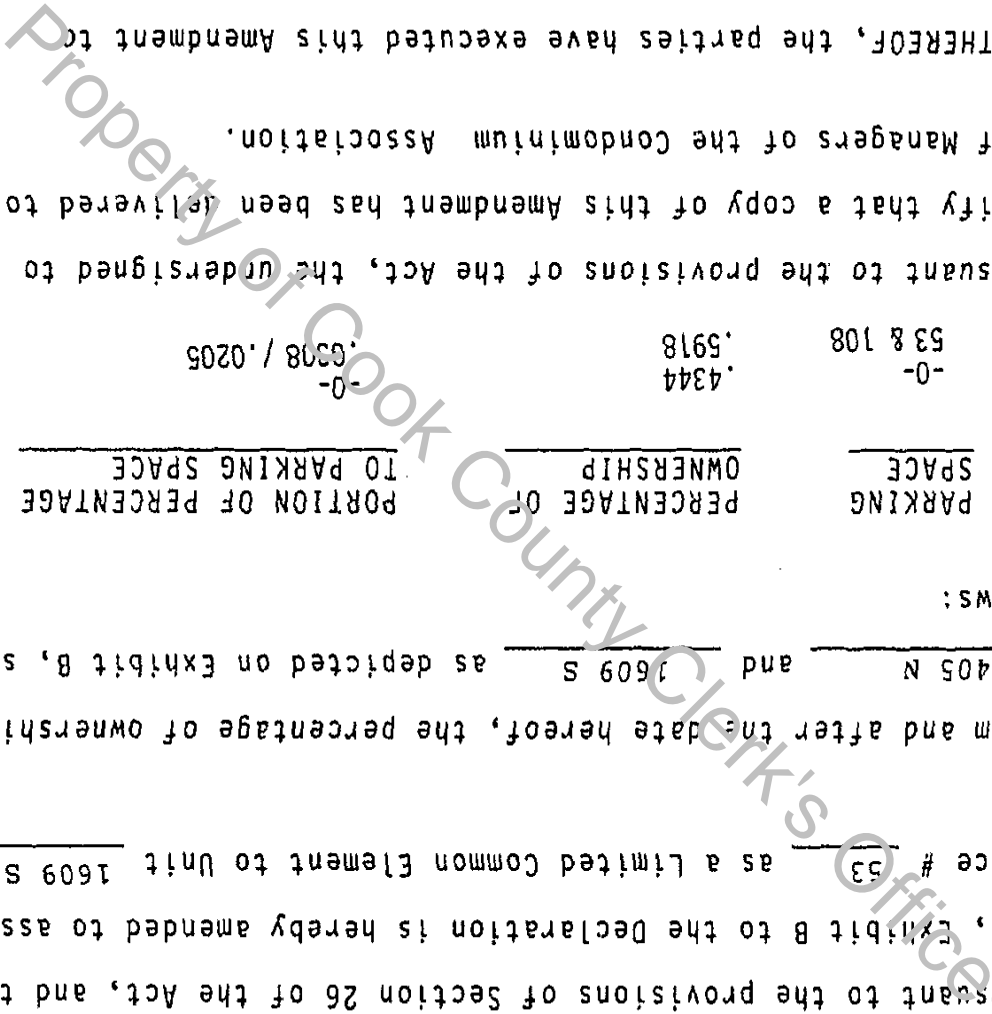 suant to the provisions of Section 26 of the Act, and t
, Exhibit B to the Declaration is hereby amended to ass
ce # 53 as a Limited Common Element to Unit 1609 S
m and after the date hereof, the percentage of ownershi
405 N and 1609 S as depicted on Exhibit B, s
ws:
PARKING PERCENTAGE OF PORTION OF PERCENTAGE
SPACE OWNERSHIP TO PARKING SPACE
-0- .4344 -0-
53 & 108 .5918 .0308 / .0205
suant to the provisions of the Act, the undersigned to
ify that a copy of this Amendment has been delivered to
f Managers of the Condominium Association.
THEREOF, the parties have executed this Amendment to
Property of Cook County Clerk's Office